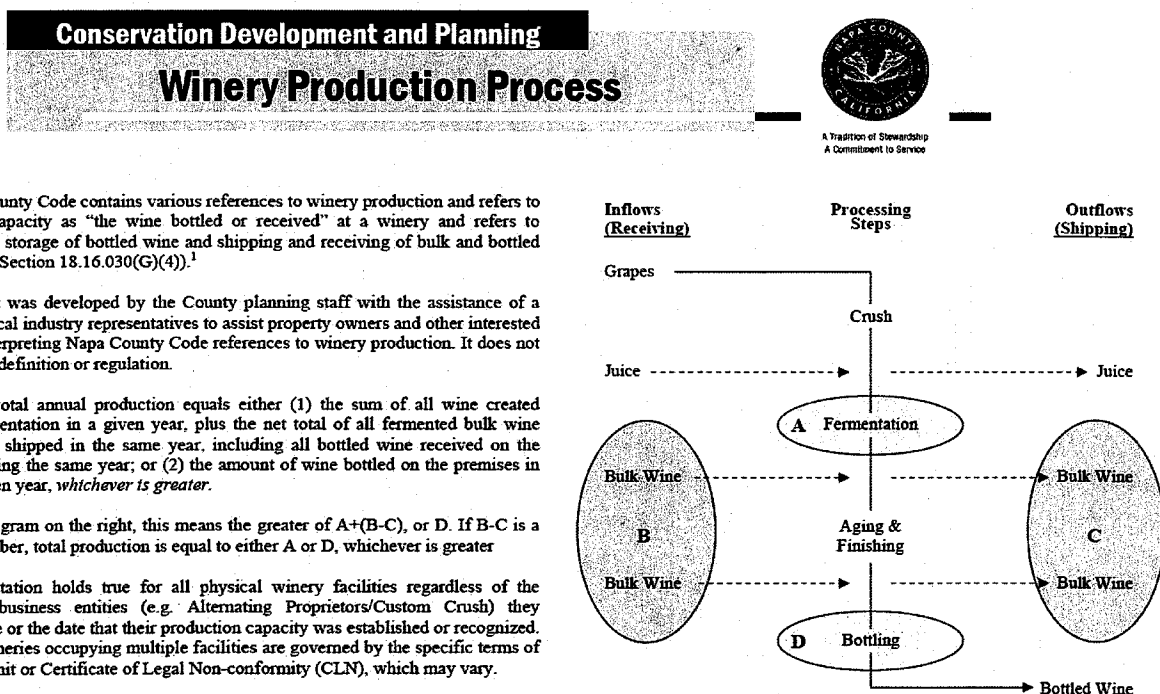 Conservation Development and Planning
Winery Production Process
NAPA COUNTY
CALIFORNIA
A Tradition of Stewardship
A Commitment to Service
unty Code contains various references to winery production and refers to
apacity as “the wine bottled or received” at a winery and refers to
storage of bottled wine and shipping and receiving of bulk and bottled
Section 18.16.030(G)(4)).1
was developed by the County planning staff with the assistance of a
cal industry representatives to assist property owners and other interested
erpreting Napa County Code references to winery production. It does not
definition or regulation.
otal annual production equals either (1) the sum of all wine created
entation in a given year, plus the net total of all fermented bulk wine
shipped in the same year, including all bottled wine received on the
ing the same year; or (2) the amount of wine bottled on the premises in
en year, whichever is greater.
gram on the right, this means the greater of A+(B-C), or D. If B-C is a
ber, total production is equal to either A or D, whichever is greater
tation holds true for all physical winery facilities regardless of the
business entities (e.g. Alternating Proprietors/Custom Crush) they
e or the date that their production capacity was established or recognized.
neries occupying multiple facilities are governed by the specific terms of
nit or Certificate of Legal Non-conformity (CLN), which may vary.
Inflows
(Receiving)
Processing
Steps
Outflows
(Shipping)
Grapes
Crush
Juice
Juice
A Fermentation
Bulk Wine
Bulk Wine
B
Aging &
Finishing
C
Bulk Wine
Bulk Wine
D Bottling
Bottled Wine